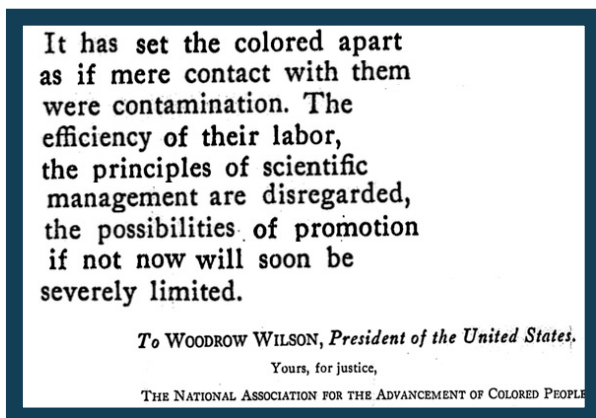 It has set the colored apart
as if mere contact with them
were contamination. The
efficiency of their labor,
the principles of scientific
management are disregarded,
the possibilities of promotion
if not now will soon be
severely limited.
To WOODROW WILSON, President of the United States.
Yours, for justice,
THE NATIONAL ASSOCIATION FOR THE ADVANCEMENT OF COLORED PEOPLE